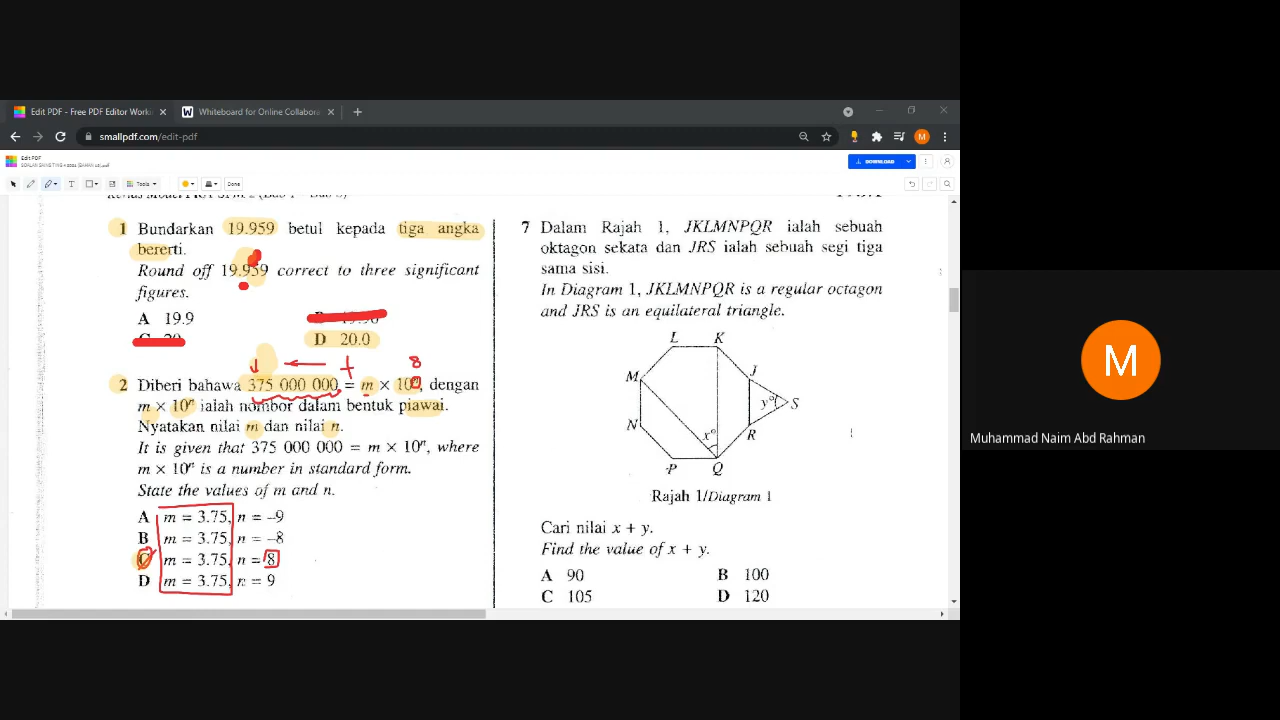 Edit PDF - Free PDF Editor Worki
Whiteboard for Online Collabora
smallpdf.com/edit-pdf
M
Edit PDF
DOWNLOAD
Tools
Done
1 Bundarkan 19.959 betul kepada tiga angka
bererti.
Round off 19.959 correct to three significant
figures.
A 19.9
D 20.0
8
2 Diberi bahawa 375 000 000 = m × 10ⁿ, dengan
m × 10ⁿ ialah nombor dalam bentuk piawai.
Nyatakan nilai m dan nilai n.
It is given that 375 000 000 = m × 10ⁿ, where
m × 10ⁿ is a number in standard form.
State the values of m and n.
A m = 3.75, n = –9
B m = 3.75, n = –8
C m = 3.75, n = 8
D m = 3.75, n = 9
7 Dalam Rajah 1, JKLMNPQR ialah sebuah
oktagon sekata dan JRS ialah sebuah segi tiga
sama sisi.
In Diagram 1, JKLMNPQR is a regular octagon
and JRS is an equilateral triangle.
L K
M J
y° S
N x° R
P Q
Rajah 1/Diagram 1
Cari nilai x + y.
Find the value of x + y.
A 90 B 100
C 105 D 120
M
Muhammad Naim Abd Rahman